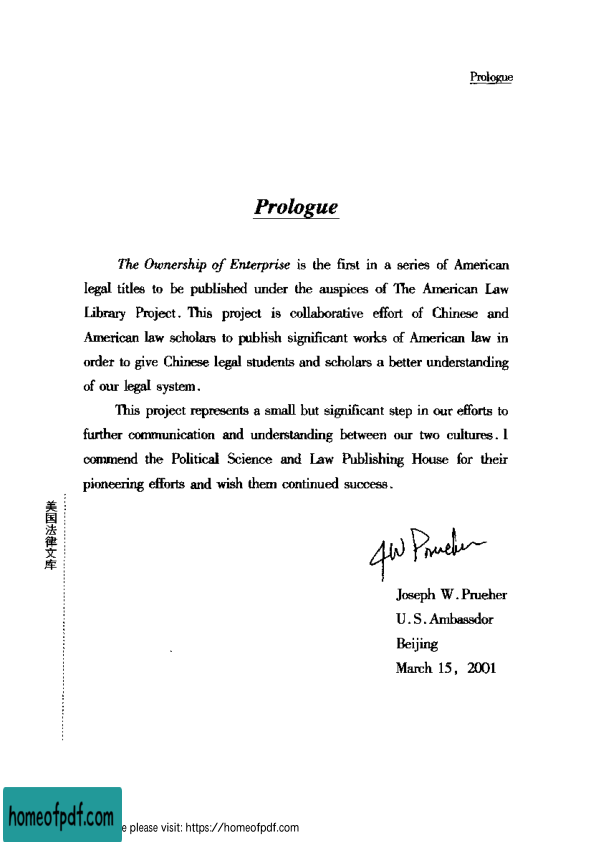 Prologue
Prologue
The Ownership of Enterprise is the first in a series of American
legal titles to be published under the auspices of The American Law
Library Project. This project is collaborative effort of Chinese and
American law scholars to publish significant works of American law in
order to give Chinese legal students and scholars a better understanding
of our legal system.
This project represents a small but significant step in our efforts to
further communication and understanding between our two cultures. I
commend the Political Science and Law Publishing House for their
pioneering efforts and wish them continued success.
美国法律文库
JW Prueher
Joseph W. Prueher
U.S. Ambassdor
Beijing
March 15, 2001
homeofpdf.com
e please visit: https://homeofpdf.com